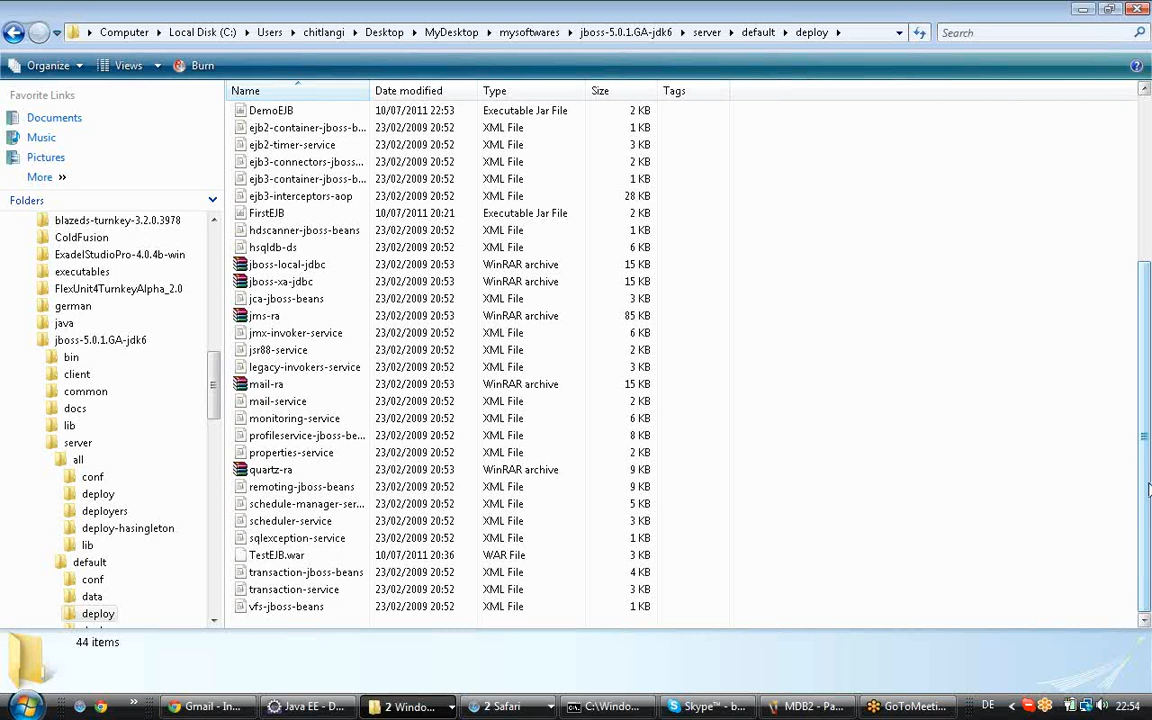 Computer Local Disk (C:) Users chitlangi Desktop MyDesktop mysoftwares jboss-5.0.1.GA-jdk6 server default deploy Search
Organize Views Burn
Favorite Links
Documents
Music
Pictures
More »
Folders
blazeds-turnkey-3.2.0.3978
ColdFusion
ExadelStudioPro-4.0.4b-win
executables
FlexUnit4TurnkeyAlpha_2.0
german
java
jboss-5.0.1.GA-jdk6
bin
client
common
docs
lib
server
all
conf
deploy
deployers
deploy-hasingleton
lib
default
conf
data
deploy
Name Date modified Type Size Tags
DemoEJB 10/07/2011 22:53 Executable Jar File 2 KB
ejb2-container-jboss-b... 23/02/2009 20:52 XML File 1 KB
ejb2-timer-service 23/02/2009 20:52 XML File 3 KB
ejb3-connectors-jboss... 23/02/2009 20:52 XML File 2 KB
ejb3-container-jboss-b... 23/02/2009 20:52 XML File 1 KB
ejb3-interceptors-aop 23/02/2009 20:52 XML File 28 KB
FirstEJB 10/07/2011 20:21 Executable Jar File 2 KB
hdscanner-jboss-beans 23/02/2009 20:52 XML File 1 KB
hsqldb-ds 23/02/2009 20:52 XML File 6 KB
jboss-local-jdbc 23/02/2009 20:53 WinRAR archive 15 KB
jboss-xa-jdbc 23/02/2009 20:53 WinRAR archive 15 KB
jca-jboss-beans 23/02/2009 20:52 XML File 3 KB
jms-ra 23/02/2009 20:53 WinRAR archive 85 KB
jmx-invoker-service 23/02/2009 20:52 XML File 6 KB
jsr88-service 23/02/2009 20:52 XML File 2 KB
legacy-invokers-service 23/02/2009 20:52 XML File 3 KB
mail-ra 23/02/2009 20:53 WinRAR archive 15 KB
mail-service 23/02/2009 20:52 XML File 2 KB
monitoring-service 23/02/2009 20:52 XML File 6 KB
profileservice-jboss-be... 23/02/2009 20:52 XML File 8 KB
properties-service 23/02/2009 20:52 XML File 2 KB
quartz-ra 23/02/2009 20:53 WinRAR archive 9 KB
remoting-jboss-beans 23/02/2009 20:52 XML File 9 KB
schedule-manager-ser... 23/02/2009 20:52 XML File 5 KB
scheduler-service 23/02/2009 20:52 XML File 3 KB
sqlexception-service 23/02/2009 20:52 XML File 1 KB
TestEJB.war 10/07/2011 20:36 WAR File 3 KB
transaction-jboss-beans 23/02/2009 20:52 XML File 4 KB
transaction-service 23/02/2009 20:52 XML File 3 KB
vfs-jboss-beans 23/02/2009 20:52 XML File 1 KB
44 items
» Gmail - In... Java EE - D... 2 Windo... 2 Safari C:\Windo... Skype™ - b... MDB2 - Pa... GoToMeeti... DE 22:54